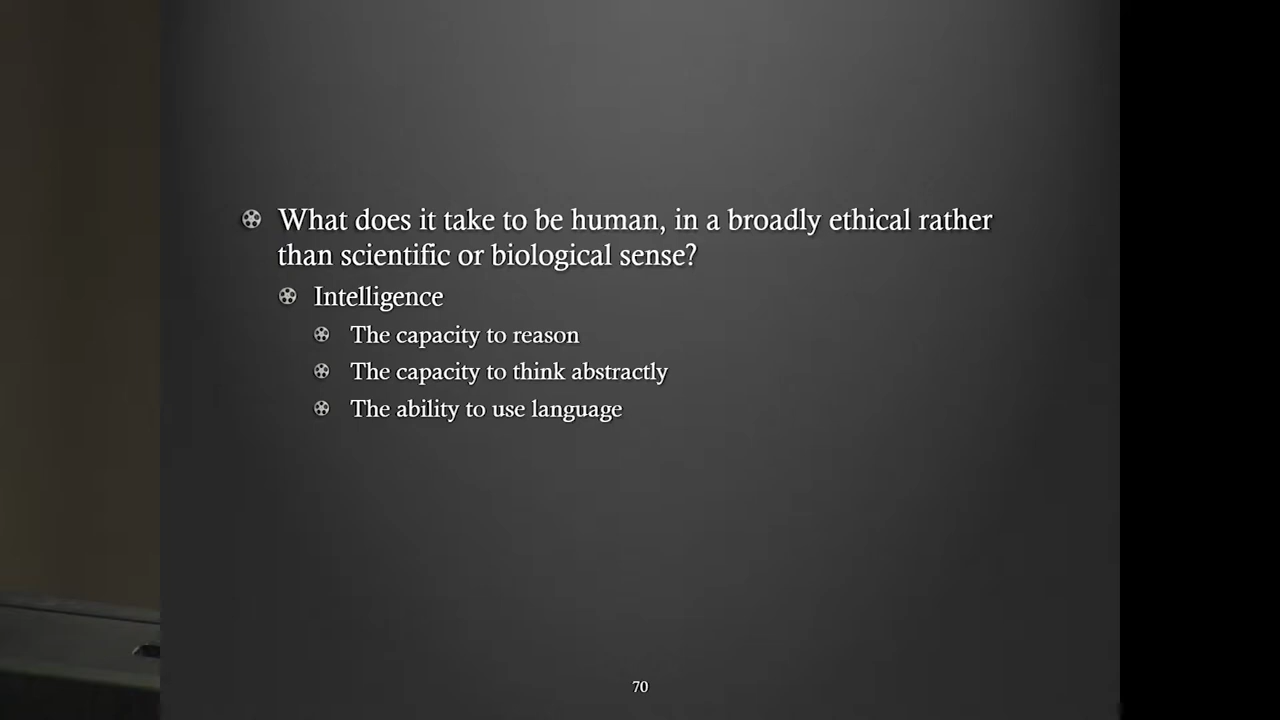 What does it take to be human, in a broadly ethical rather
than scientific or biological sense?
Intelligence
The capacity to reason
The capacity to think abstractly
The ability to use language
70